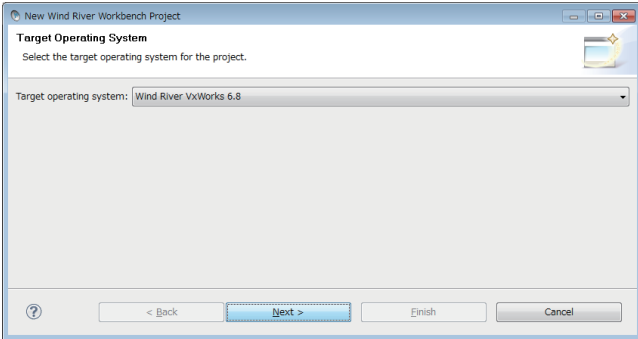 New Wind River Workbench Project
Target Operating System
Select the target operating system for the project.
Target operating system: Wind River VxWorks 6.8
? < Back Next > Finish Cancel